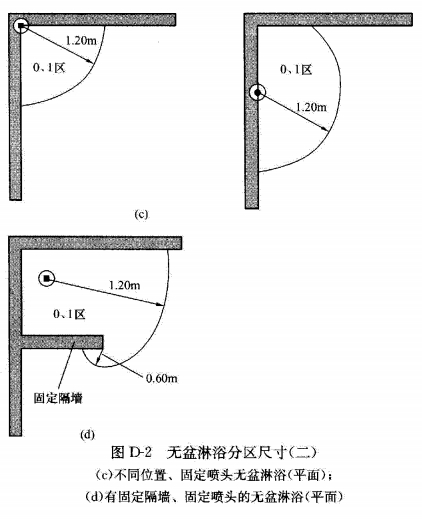 1.20m
0、1区
0、1区
1.20m
(c)
1.20m
0、1区
0.60m
固定隔墙
(d)
图 D-2 无盆淋浴分区尺寸(二)
(c)不同位置、固定喷头无盆淋浴(平面);
(d)有固定隔墙、固定喷头的无盆淋浴(平面)